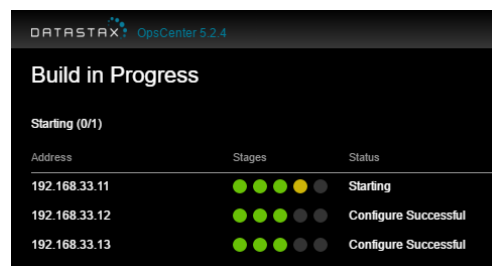 DATASTAX OpsCenter 5.2.4
Build in Progress
Starting (0/1)
Address Stages Status
192.168.33.11 Starting
192.168.33.12 Configure Successful
192.168.33.13 Configure Successful